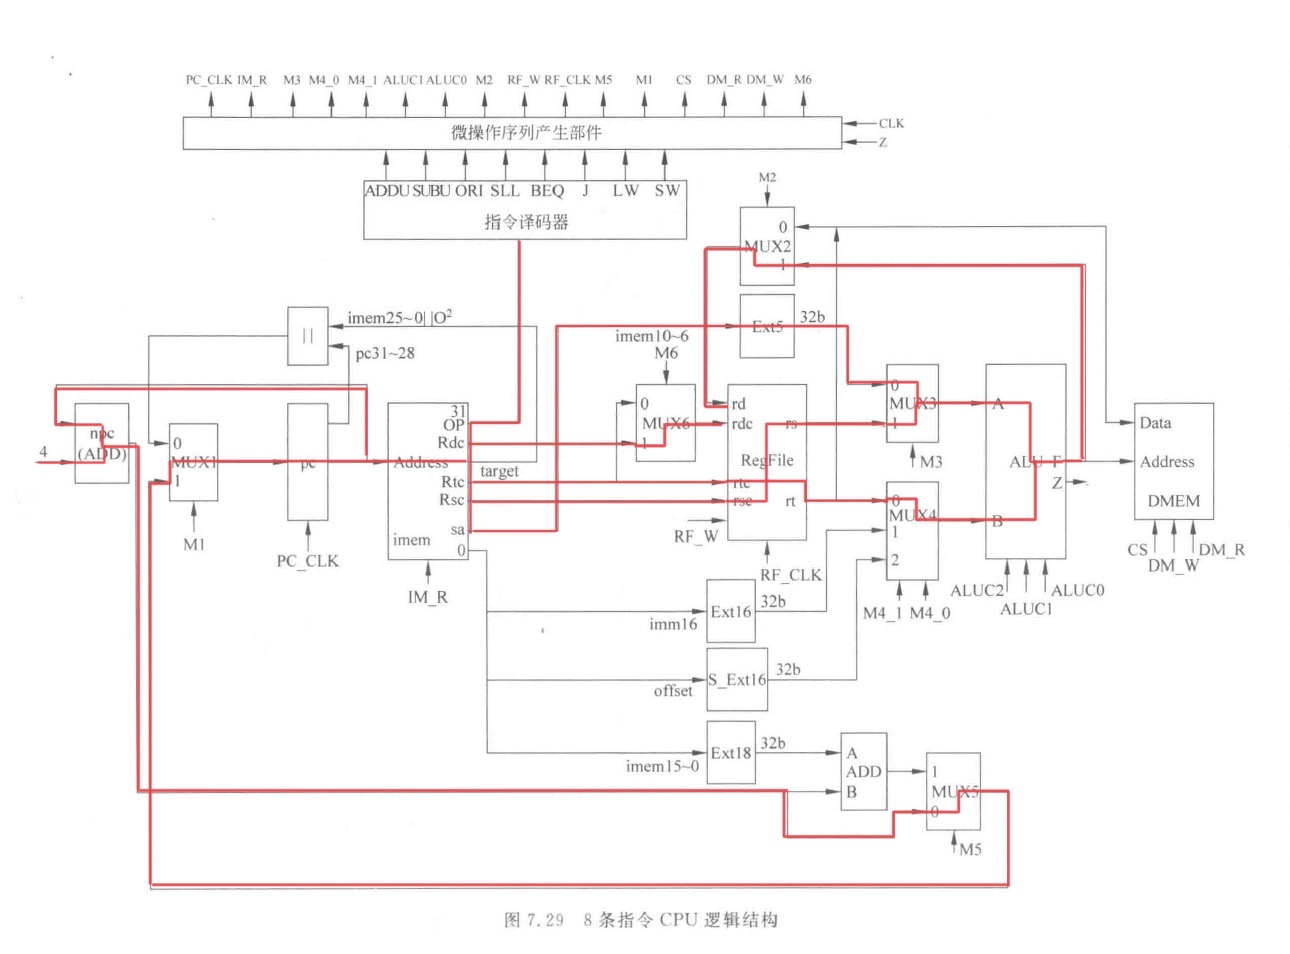 PC_CLK IM_R M3 M4_0 M4_1 ALUC1 ALUC0 M2 RF_W RF_CLK M5 M1 CS DM_R DM_W M6
微操作序列产生部件
CLK
Z
ADDU SUBU ORI SLL BEQ J LW SW
指令译码器
M2
0
MUX2
1
imem25~0||O²
||
pc31~28
imem10~6
M6
Ext5
32b
4
npc
(ADD)
0
MUX1
1
M1
pc
PC_CLK
31
OP
Rdc
Address
target
Rtc
Rsc
sa
imem
0
IM_R
0
MUX6
1
rd
rdc
rs
RegFile
rtc
rsc
rt
RF_W
RF_CLK
0
MUX3
1
M3
0
MUX4
1
2
M4_1 M4_0
A
ALU F
Z
B
ALUC2
ALUC1
ALUC0
Data
Address
DMEM
CS
DM_W
DM_R
Ext16
32b
imm16
S_Ext16
32b
offset
Ext18
32b
imem15~0
A
ADD
B
1
MUX5
0
M5
图 7.29 8 条指令 CPU 逻辑结构